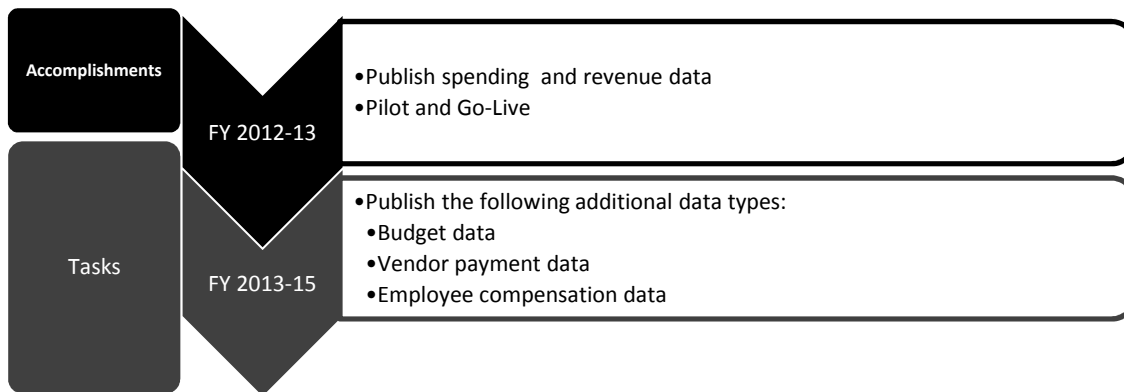 Accomplishments
FY 2012-13
•Publish spending and revenue data
•Pilot and Go-Live
Tasks
FY 2013-15
•Publish the following additional data types:
•Budget data
•Vendor payment data
•Employee compensation data